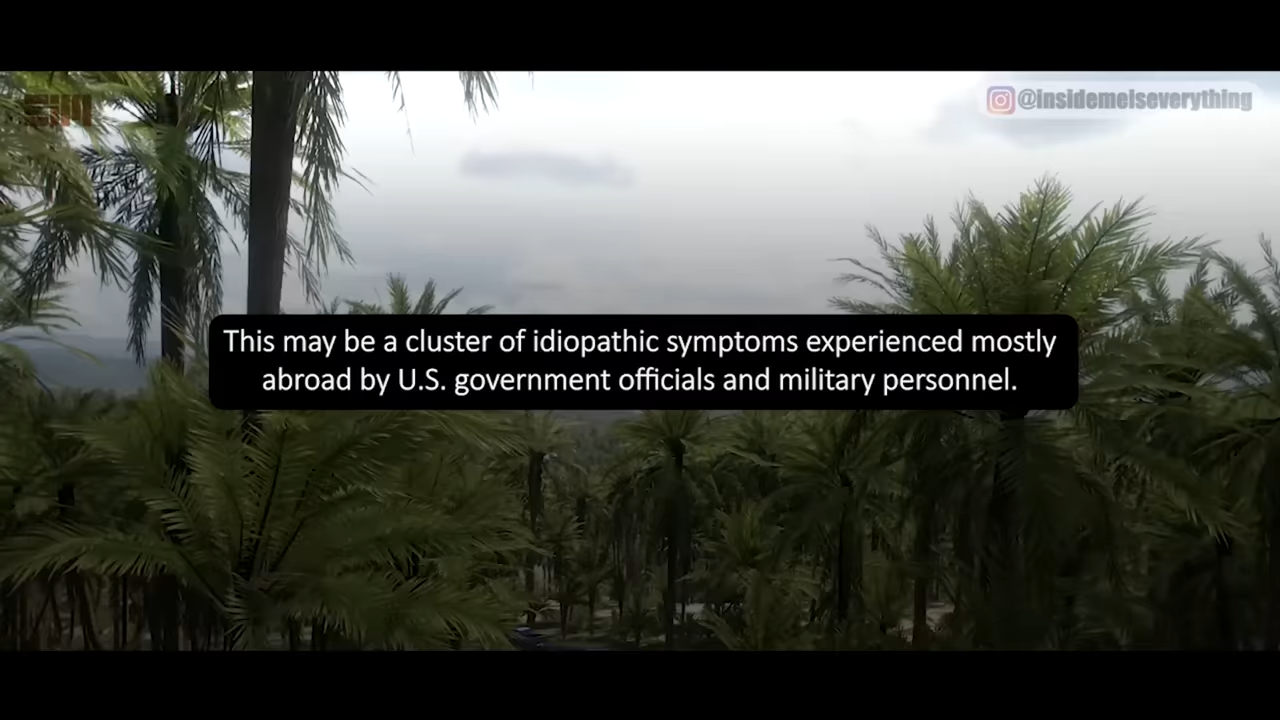 @insidemeiseverything
This may be a cluster of idiopathic symptoms experienced mostly
abroad by U.S. government officials and military personnel.